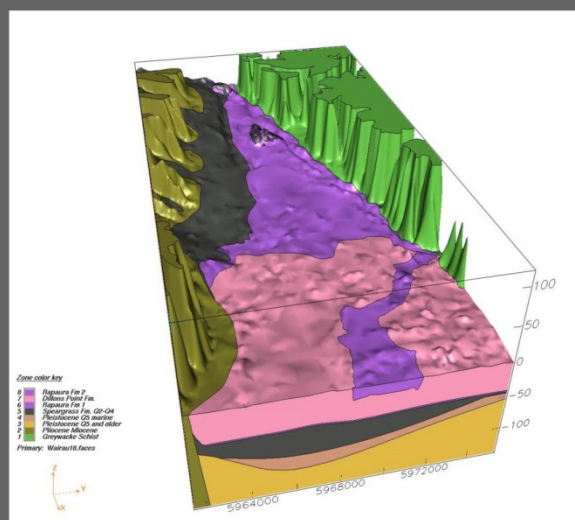 100
50
0
-50
-100
5964000
5968000
5972000
Zone color key
8 Rapaura Fm 2
7 Dillons Point Fm.
6 Rapaura Fm 1
5 Speargrass Fm. Q2-Q4
4 Pleistocene Q5 marine
3 Pleistocene Q5 and older
2 Pliocene Miocene
1 Greywacke Schist
Primary: Wairau18.faces
Z
Y
X